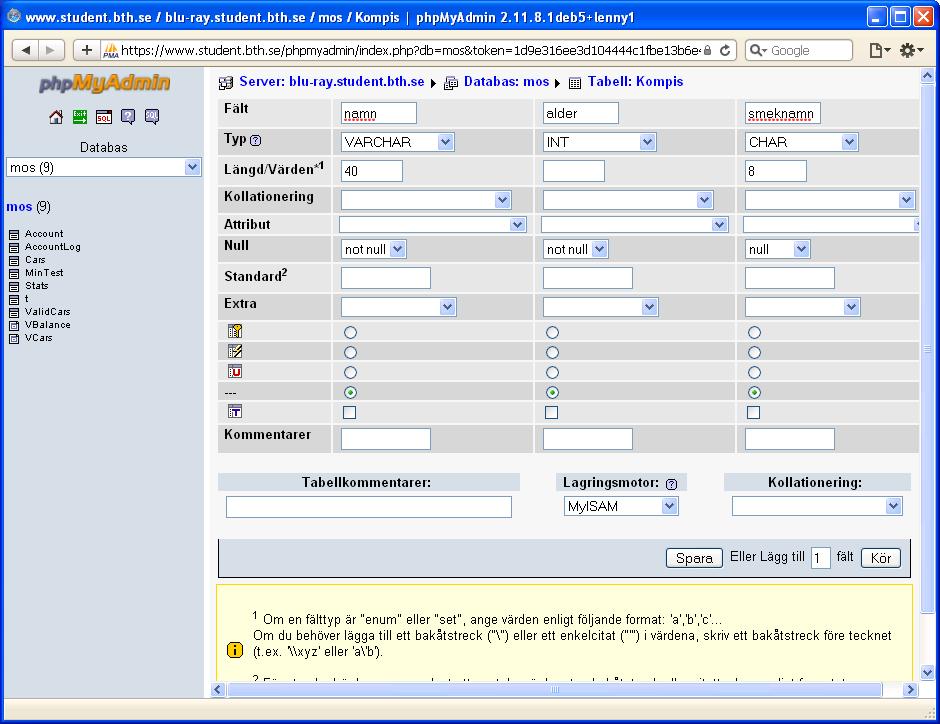 www.student.bth.se / blu-ray.student.bth.se / mos / Kompis | phpMyAdmin 2.11.8.1deb5+lenny1
https://www.student.bth.se/phpmyadmin/index.php?db=mos&token=1d9e316ee3d104444c1fbe13b6e
Google
phpMyAdmin
Databas
mos (9)
mos (9)
Account
AccountLog
Cars
MinTest
Stats
t
ValidCars
VBalance
VCars
Server: blu-ray.student.bth.se ▸ Databas: mos ▸ Tabell: Kompis
Fält namn alder smeknamn
Typ VARCHAR INT CHAR
Längd/Värden*1 40 8
Kollationering
Attribut
Null not null not null null
Standard2
Extra
---
Kommentarer
Tabellkommentarer: Lagringsmotor: Kollationering:
MyISAM
Spara Eller Lägg till 1 fält Kör
1 Om en fälttyp är "enum" eller "set", ange värden enligt följande format: 'a','b','c'...
Om du behöver lägga till ett bakåtstreck ("\") eller ett enkelcitat ("'") i värdena, skriv ett bakåtstreck före tecknet
(t.ex. '\\xyz' eller 'a\'b').